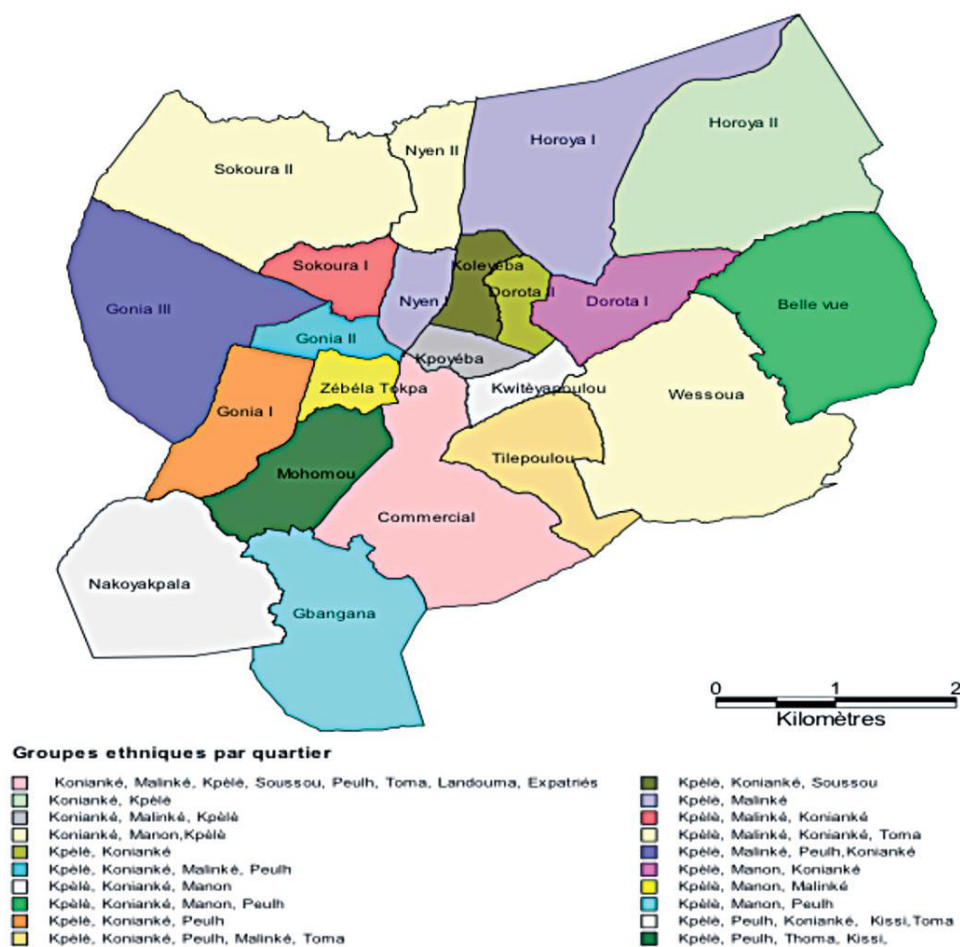 Horoya II
Horoya I
Nyen II
Sokoura II
Koleyéba
Sokoura I
Dorota II
Nyen I
Dorota I
Belle vue
Gonia III
Gonia II
Kpoyéba
Zébéla Tokpa
Kwitèyapoulou
Wessoua
Gonia I
Tilepoulou
Mohomou
Commercial
Nakoyakpala
Gbangana
0 1 2
Kilomètres
Groupes ethniques par quartier
Konianké, Malinké, Kpèlè, Soussou, Peulh, Toma, Landouma, Expatriés
Konianké, Kpèlè
Konianké, Malinké, Kpèlè
Konianké, Manon,Kpèlè
Kpèlè, Konianké
Kpèlè, Konianké, Malinké, Peulh
Kpèlè, Konianké, Manon
Kpèlè, Konianké, Manon, Peulh
Kpèlè, Konianké, Peulh
Kpèlè, Konianké, Peulh, Malinké, Toma
Kpèlè, Konianké, Soussou
Kpèlè, Malinké
Kpèlè, Malinké, Konianké
Kpèlè, Malinké, Konianké, Toma
Kpèlè, Malinké, Peulh,Konianké
Kpèlè, Manon, Konianké
Kpèlè, Manon, Malinké
Kpèlè, Manon, Peulh
Kpèlè, Peulh, Konianké, Kissi,Toma
Kpèlè, Peulh, Thoma, Kissi,